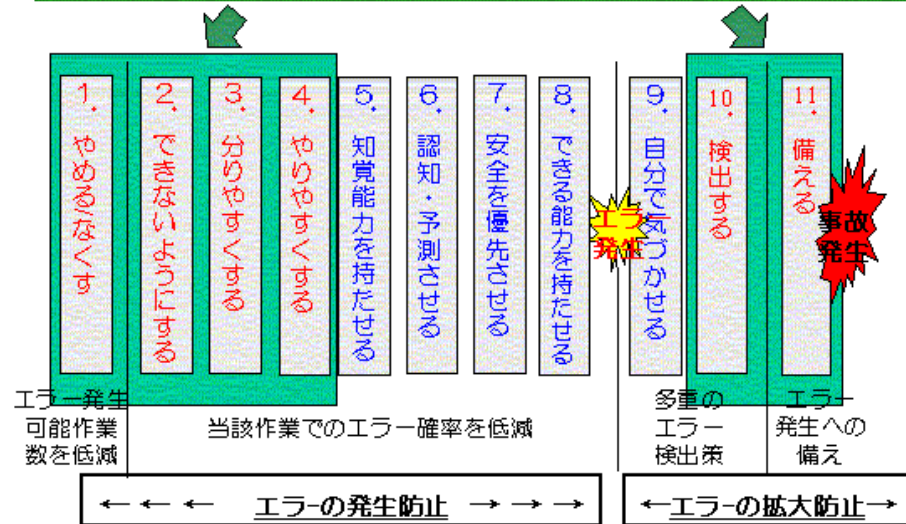 1. やめる(なくす
2. できないようにする
3. 分りやすくする
4. やりやすくする
5. 知覚能力を持たせる
6. 認知・予測させる
7. 安全を優先させる
8. できる能力を持たせる
エラー
発生
9. 自分で気づかせる
10. 検出する
11. 備える
事故
発生
エラー発生
可能作業
数を低減
当該作業でのエラー確率を低減
多重の
エラー
検出策
エラー
発生への
備え
← ← ← エラーの発生防止 → → → →
←エラーの拡大防止→